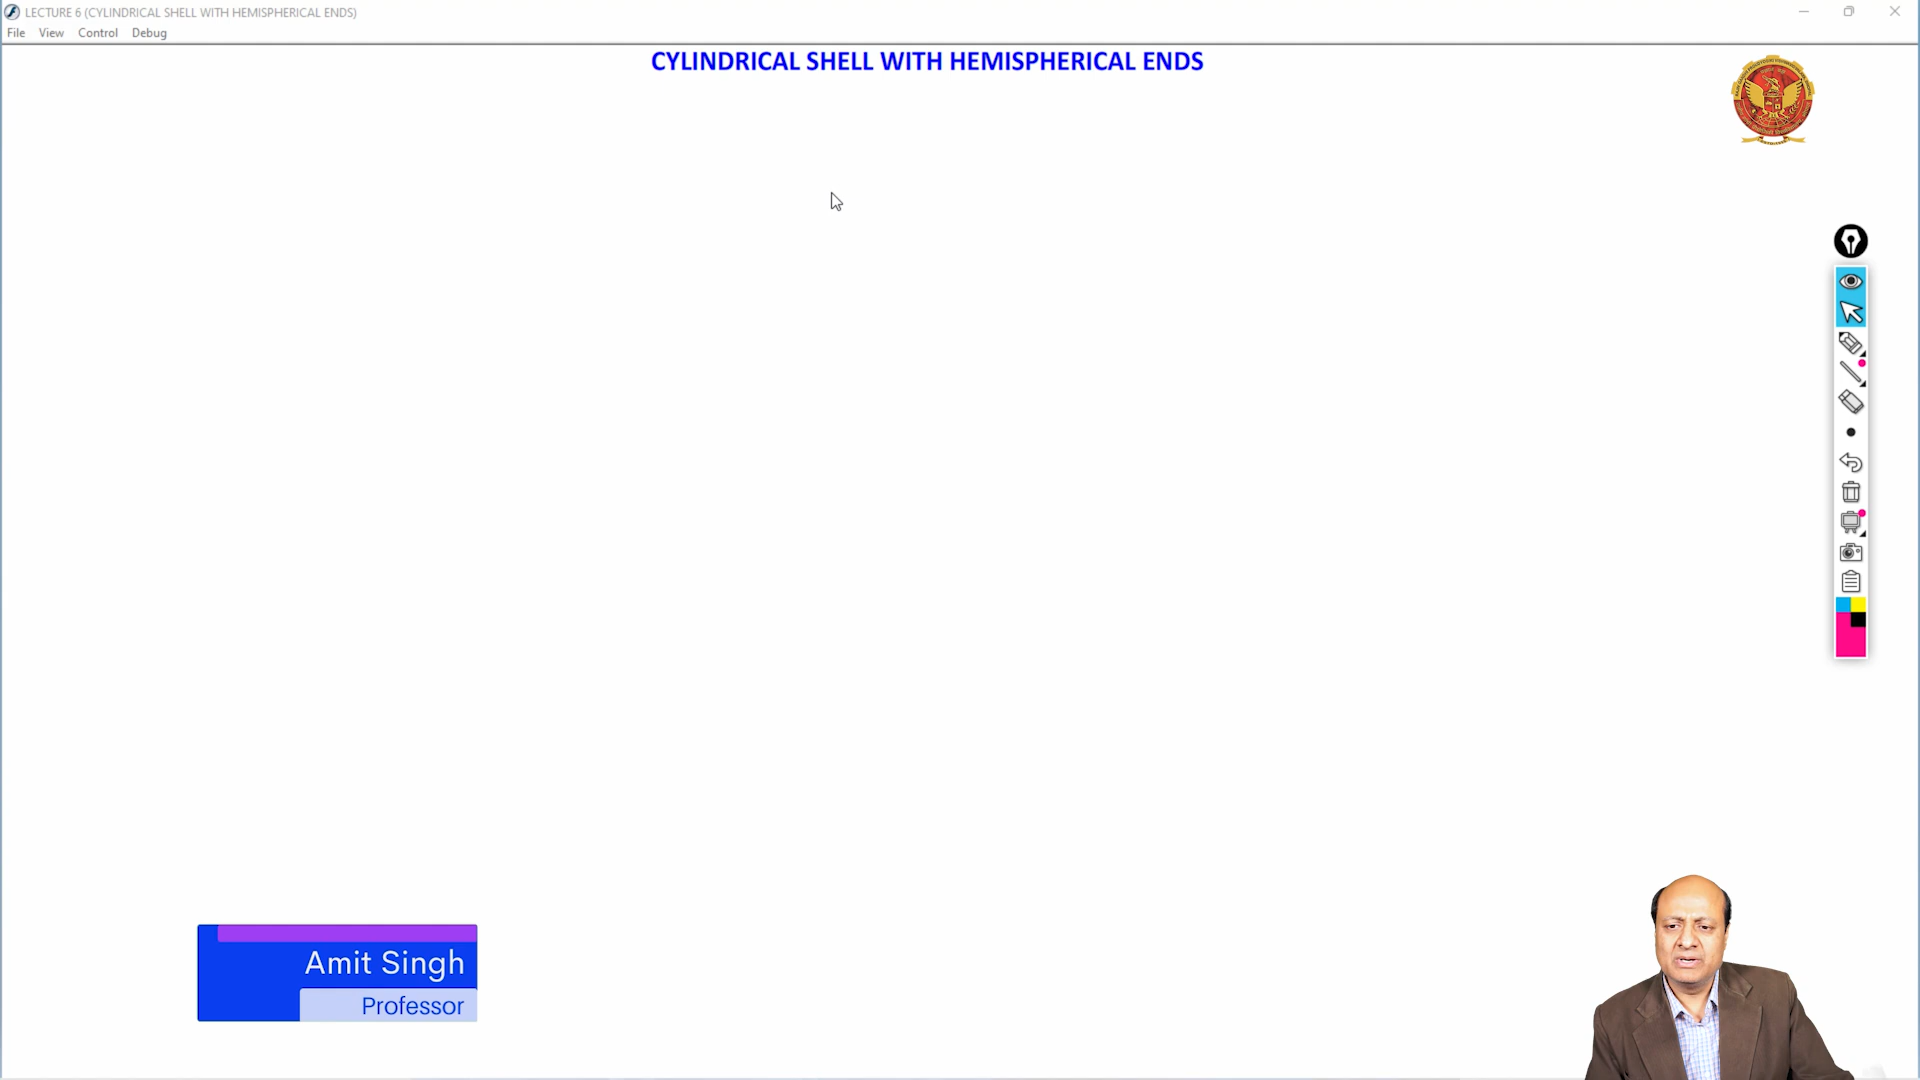 LECTURE 6 (CYLINDRICAL SHELL WITH HEMISPHERICAL ENDS)
File View Control Debug
CYLINDRICAL SHELL WITH HEMISPHERICAL ENDS
Amit Singh
Professor